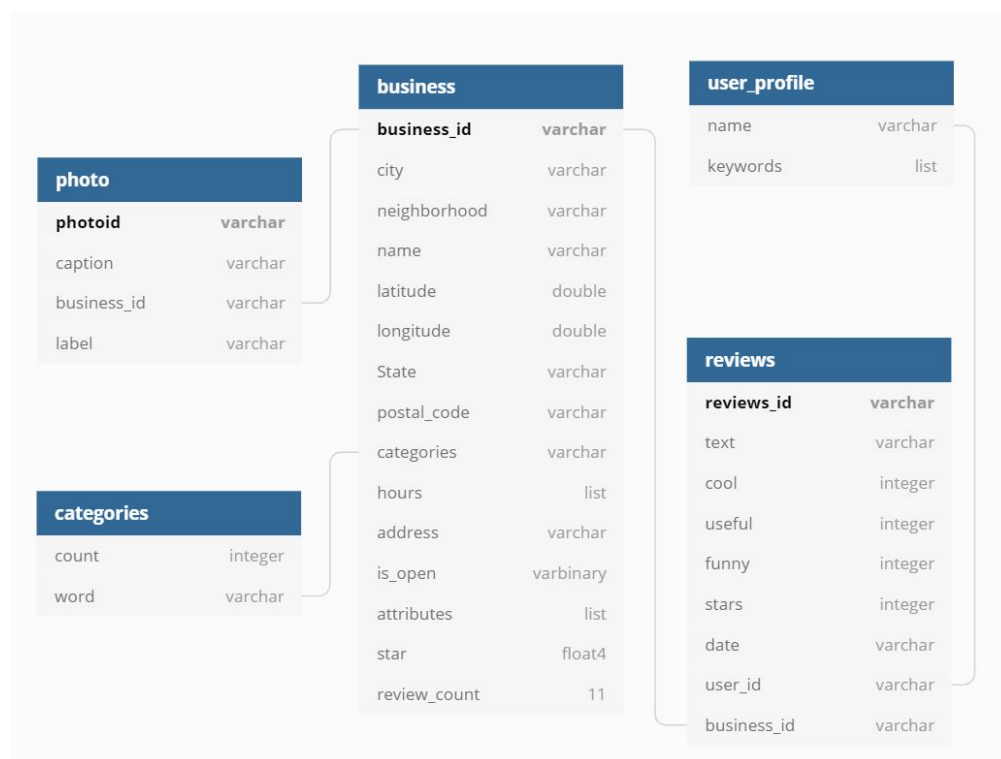 photo
photoid varchar
caption varchar
business_id varchar
label varchar
categories
count integer
word varchar
business
business_id varchar
city varchar
neighborhood varchar
name varchar
latitude double
longitude double
State varchar
postal_code varchar
categories varchar
hours list
address varchar
is_open varbinary
attributes list
star float4
review_count 11
user_profile
name varchar
keywords list
reviews
reviews_id varchar
text varchar
cool integer
useful integer
funny integer
stars integer
date varchar
user_id varchar
business_id varchar